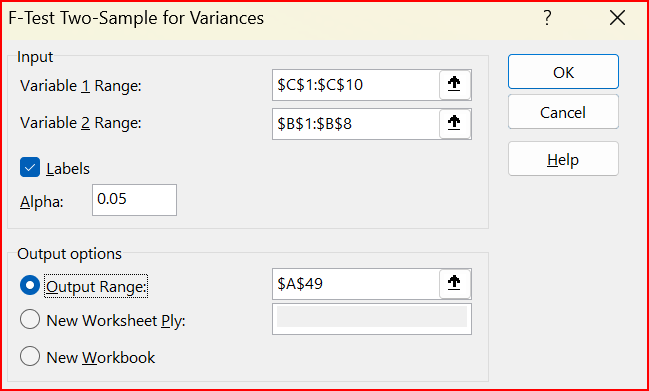 F-Test Two-Sample for Variances ?
Input
Variable 1 Range: $C$1:$C$10
Variable 2 Range: $B$1:$B$8
Labels
Alpha: 0.05
OK
Cancel
Help
Output options
Output Range: $A$49
New Worksheet Ply:
New Workbook